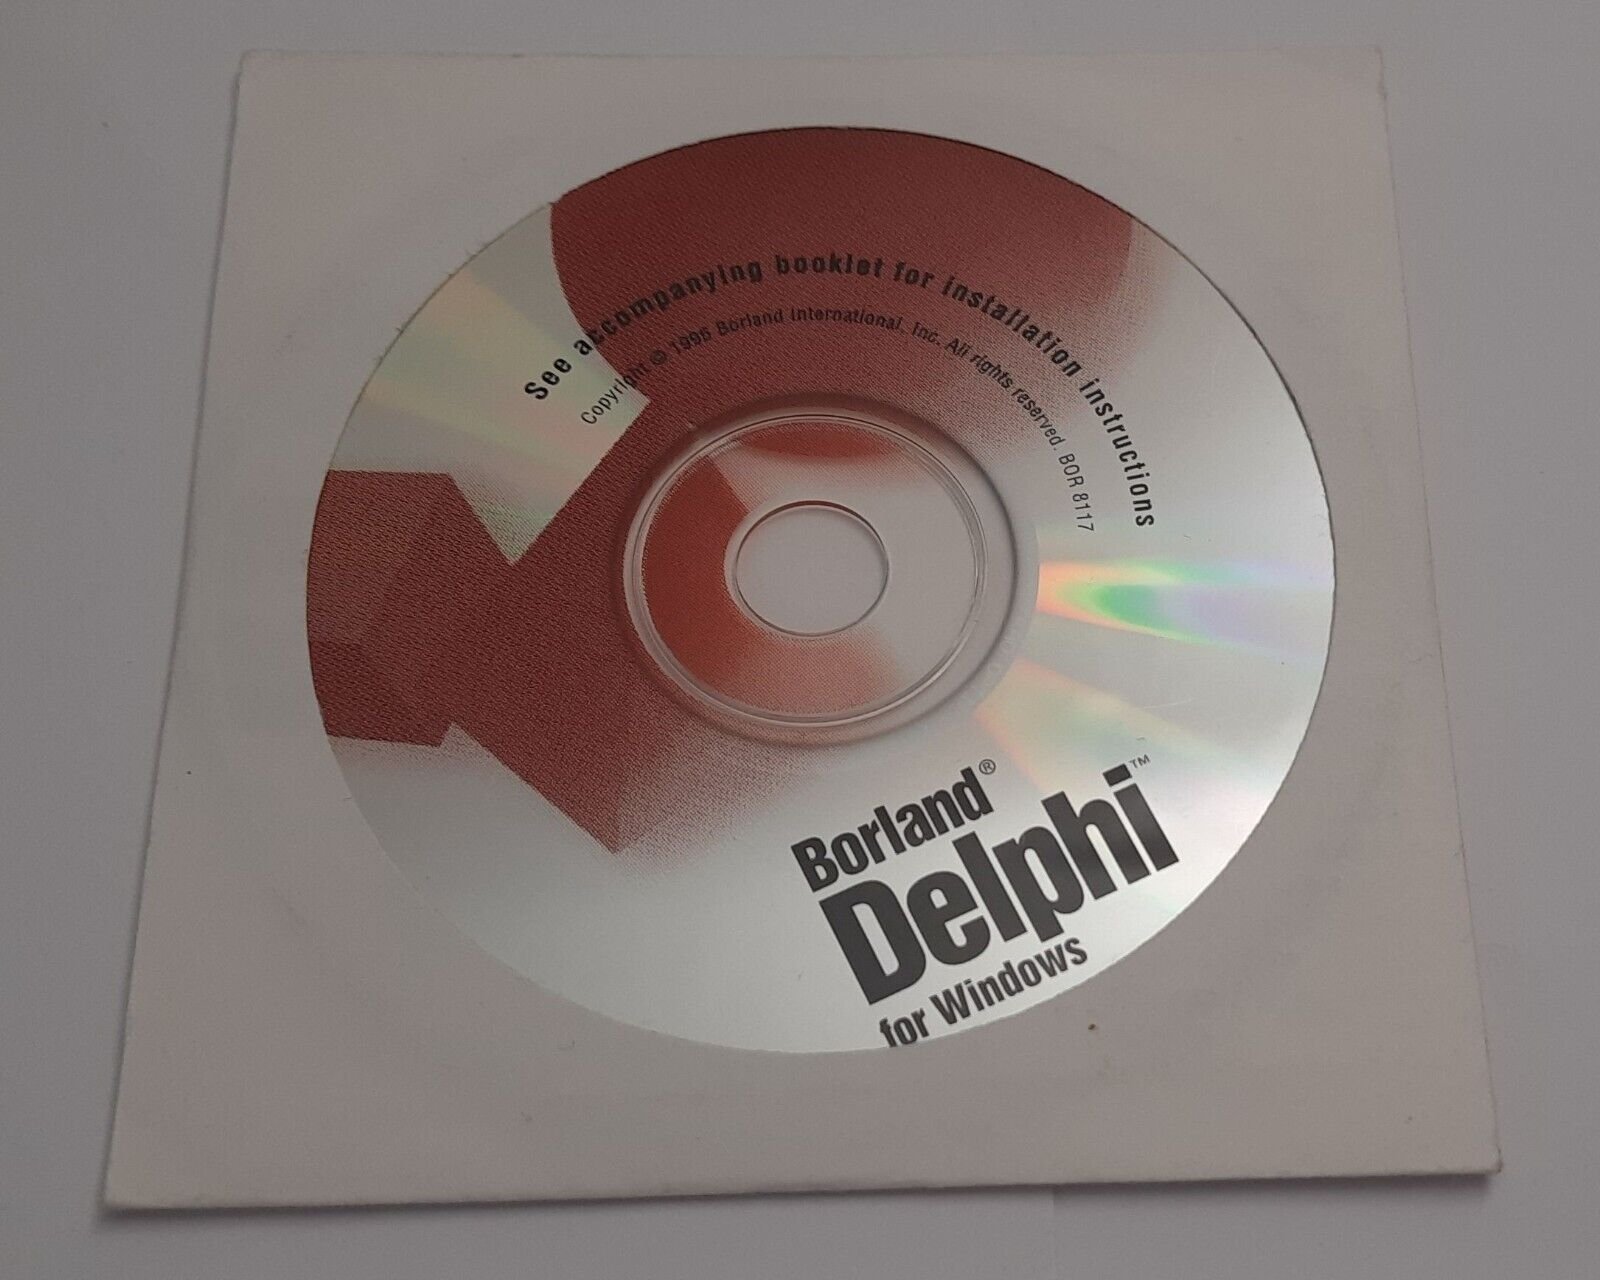 See accompanying booklet for installation instructions
Copyright © 1995 Borland International, Inc. All rights reserved. BOR 8117
Borland®
Delphi™
for Windows